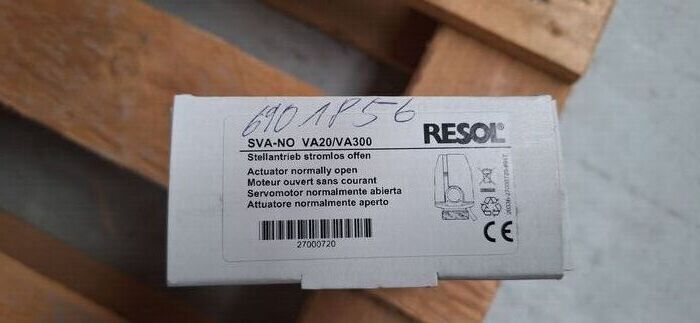 6901P56
RESOL®
SVA-NO VA20/VA300
Stellantrieb stromlos offen
Actuator normally open
Moteur ouvert sans courant
Servomotor normalmente abierta
Attuatore normalmente aperto
27000720
CE